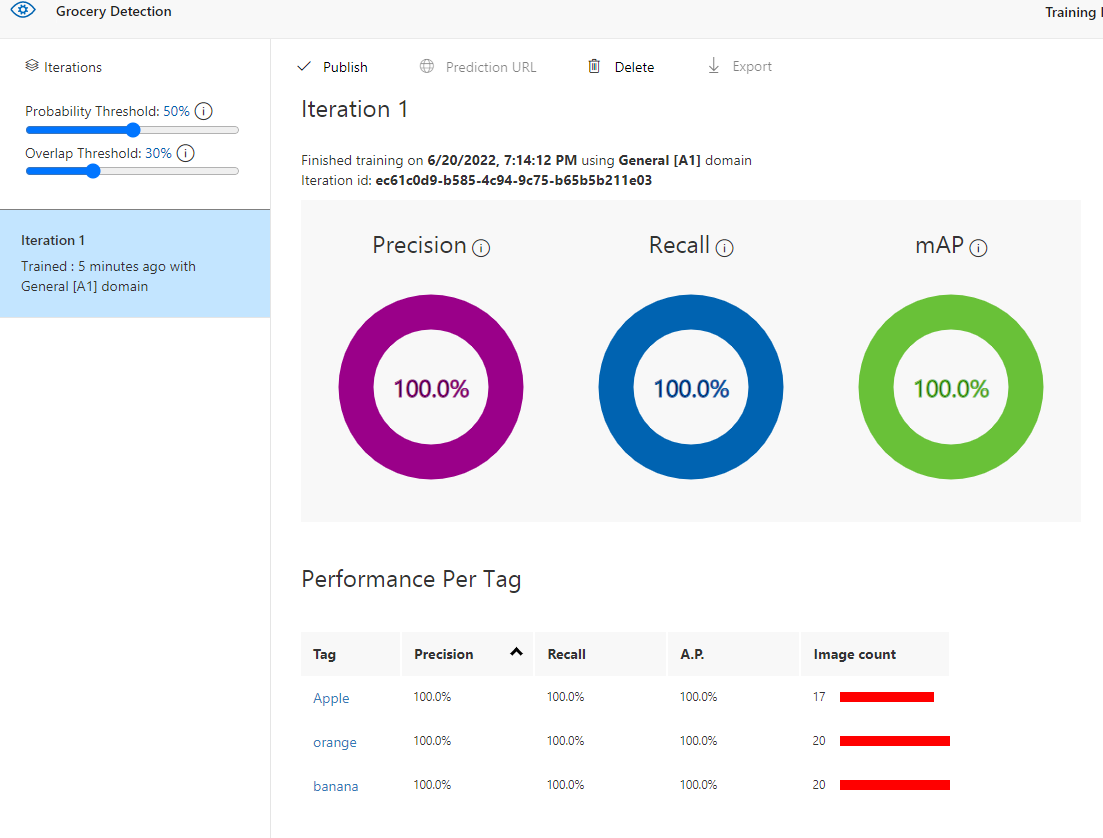 Grocery Detection
Training
Iterations
Probability Threshold: 50%
Overlap Threshold: 30%
Iteration 1
Trained : 5 minutes ago with
General [A1] domain
Publish
Prediction URL
Delete
Export
Iteration 1
Finished training on 6/20/2022, 7:14:12 PM using General [A1] domain
Iteration id: ec61c0d9-b585-4c94-9c75-b65b5b211e03
Precision
Recall
mAP
100.0%
100.0%
100.0%
Performance Per Tag
Tag Precision Recall A.P. Image count
Apple 100.0% 100.0% 100.0% 17
orange 100.0% 100.0% 100.0% 20
banana 100.0% 100.0% 100.0% 20